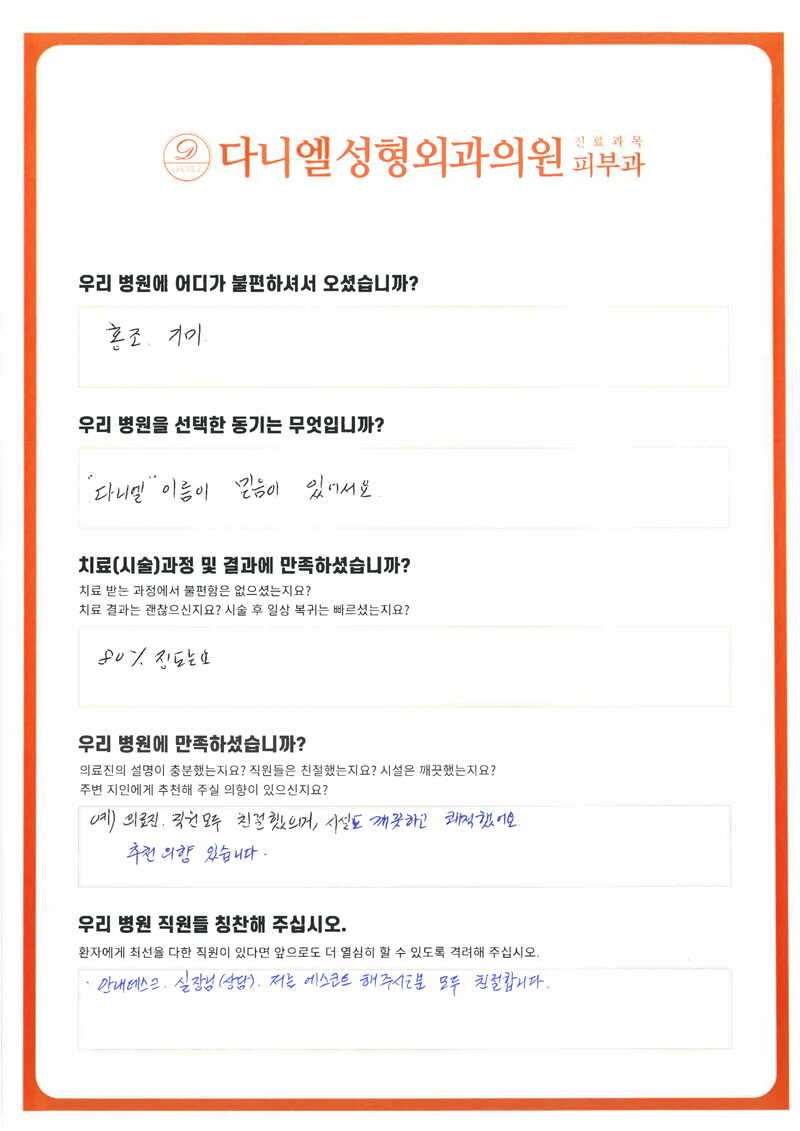 다니엘성형외과의원 진료과목 피부과
우리 병원에 어디가 불편하셔서 오셨습니까?
홍조. 기미.
우리 병원을 선택한 동기는 무엇입니까?
"다니엘" 이름이 믿음이 있어서요.
치료(시술)과정 및 결과에 만족하셨습니까?
치료 받는 과정에서 불편함은 없으셨는지요?
치료 결과는 괜찮으신지요? 시술 후 일상 복귀는 빠르셨는지요?
80% 정도는요
우리 병원에 만족하셨습니까?
의료진의 설명이 충분했는지요? 직원들은 친절했는지요? 시설은 깨끗했는지요?
주변 지인에게 추천해 주실 의향이 있으신지요?
예) 의료진. 직원모두 친절했으며, 시설도 깨끗하고 쾌적했어요
추천의향 있습니다.
우리 병원 직원들 칭찬해 주십시오.
환자에게 최선을 다한 직원이 있다면 앞으로도 더 열심히 할 수 있도록 격려해 주십시오.
· 안내데스크. 실장님(상담). 저는 에스코트 해주시는분 모두 친절합니다.